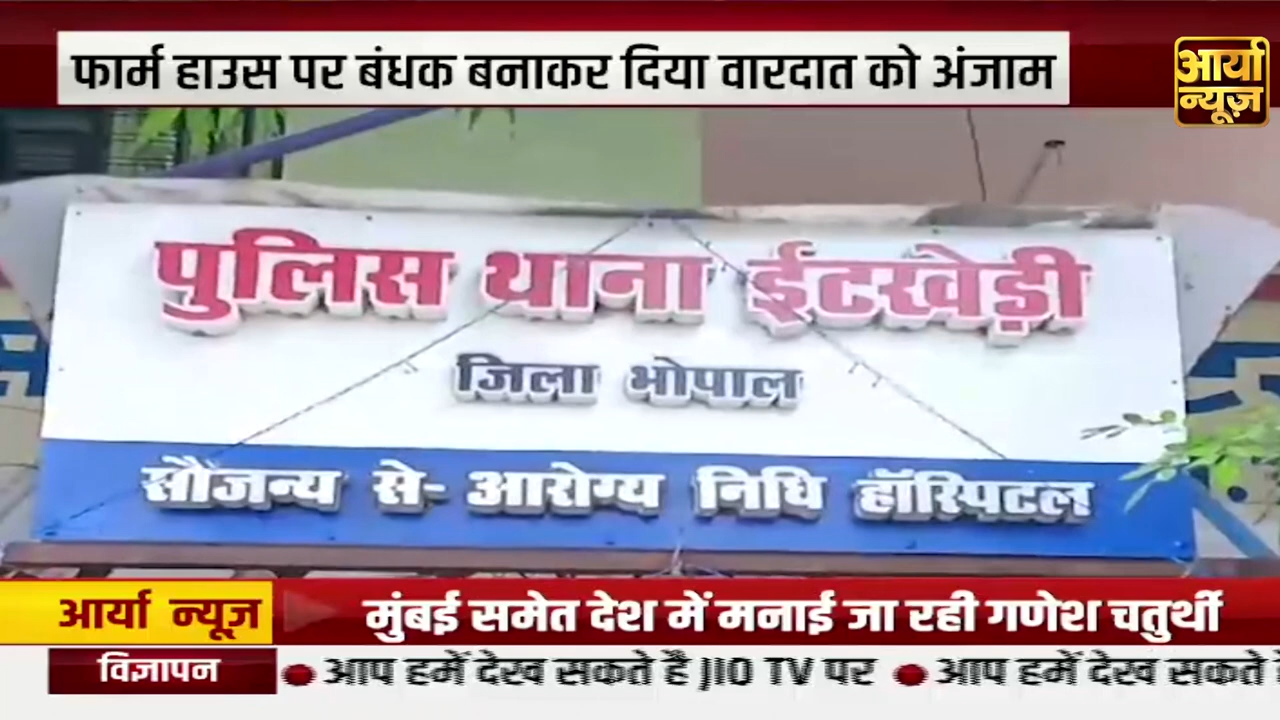 फार्म हाउस पर बंधक बनाकर दिया वारदात को अंजाम
आर्या
न्यूज़
पुलिस थाना ईटखेड़ी
जिला भोपाल
सौजन्य से- आरोग्य निधि हॉस्पिटल
आर्या न्यूज़
मुंबई समेत देश में मनाई जा रही गणेश चतुर्थी
विज्ञापन
आप हमें देख सकते है JIO TV पर
आप हमें देख सकते